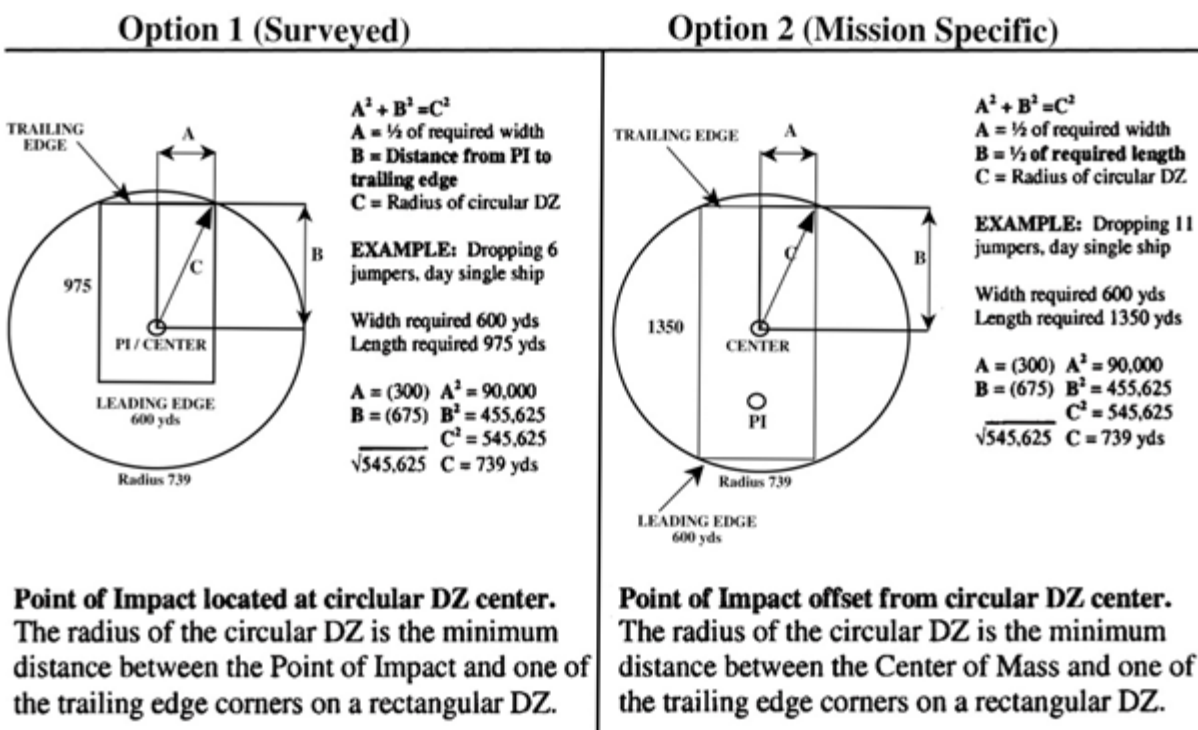 Option 1 (Surveyed)
TRAILING
EDGE
A
975
C
B
PI / CENTER
LEADING EDGE
600 yds
Radius 739
A² + B² =C²
A = ½ of required width
B = Distance from PI to
trailing edge
C = Radius of circular DZ
EXAMPLE: Dropping 6
jumpers, day single ship
Width required 600 yds
Length required 975 yds
A = (300) A² = 90,000
B = (675) B² = 455,625
C² = 545,625
√545,625 C = 739 yds
Point of Impact located at circlular DZ center.
The radius of the circular DZ is the minimum
distance between the Point of Impact and one of
the trailing edge corners on a rectangular DZ.
Option 2 (Mission Specific)
TRAILING EDGE
A
C
B
1350
CENTER
PI
Radius 739
LEADING EDGE
600 yds
A² + B² =C²
A = ½ of required width
B = ½ of required length
C = Radius of circular DZ
EXAMPLE: Dropping 11
jumpers, day single ship
Width required 600 yds
Length required 1350 yds
A = (300) A² = 90,000
B = (675) B² = 455,625
C² = 545,625
√545,625 C = 739 yds
Point of Impact offset from circular DZ center.
The radius of the circular DZ is the minimum
distance between the Center of Mass and one of
the trailing edge corners on a rectangular DZ.